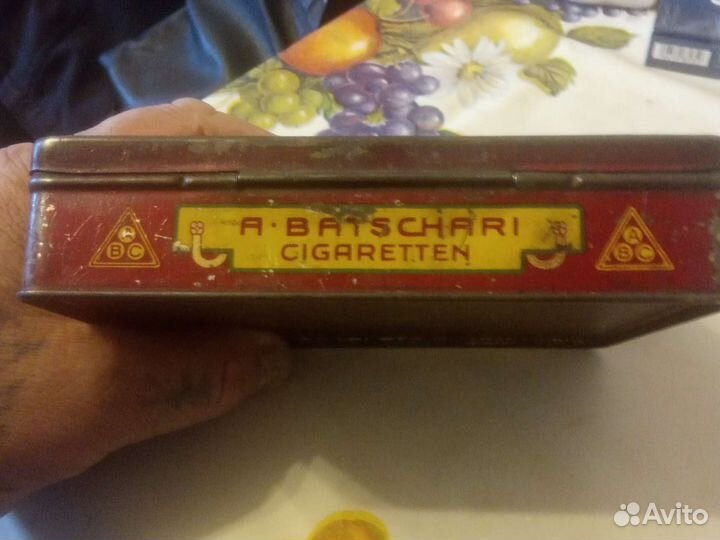 A · BATSCHARI
CIGARETTEN
A
B C
A
B C
Avito